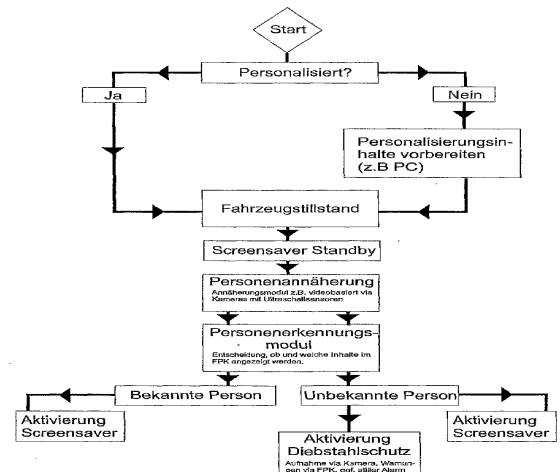 Start
Personalisiert?
Ja
Nein
Personalisierungsin-
halte vorbereiten
(z.B PC)
Fahrzeugstillstand
Screensaver Standby
Personenannäherung
Annäherungsmodul z.B. videobasiert via
Kameras mit Ultraschallsensoren
Personenerkennungs-
modul
Entscheidung, ob und welche Inhalte im
FPK angezeigt werden.
Bekannte Person
Unbekannte Person
Aktivierung
Screensaver
Aktivierung
Diebstahlschutz
Aufnahme via Kamera, Warnun-
gen via FPK, ggf. stiller Alarm
Aktivierung
Screensaver